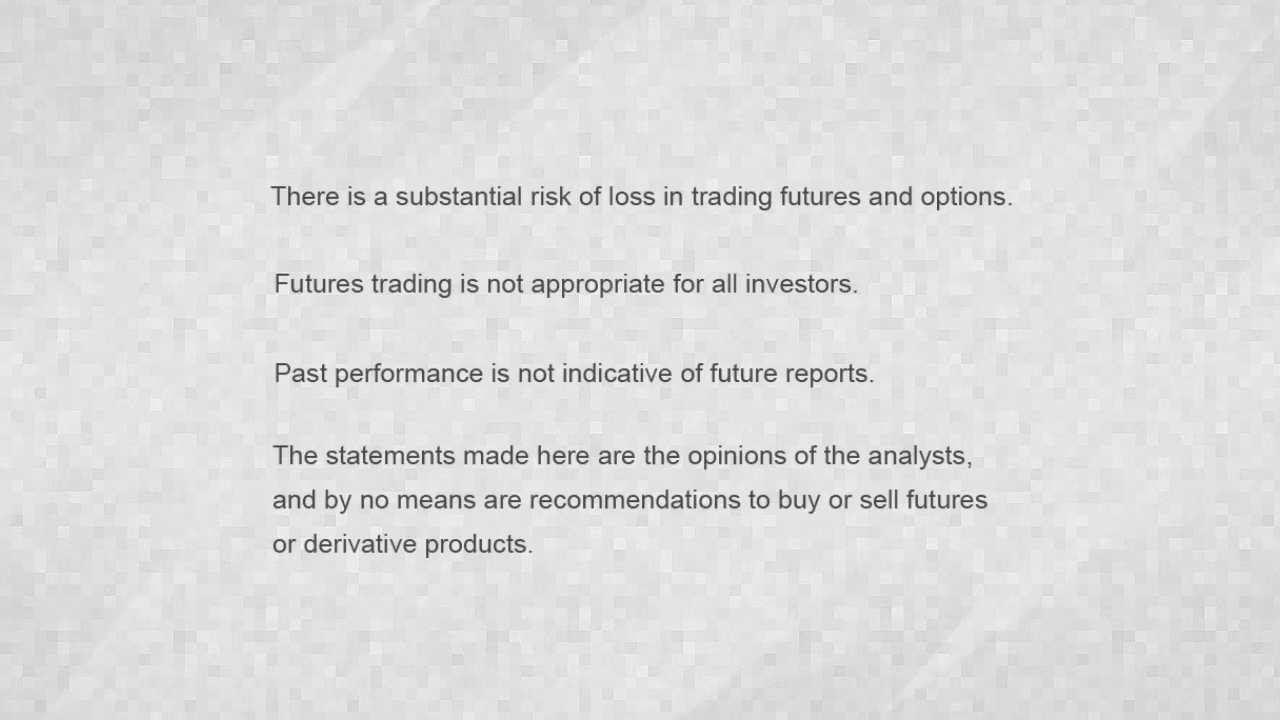 There is a substantial risk of loss in trading futures and options.
Futures trading is not appropriate for all investors.
Past performance is not indicative of future reports.
The statements made here are the opinions of the analysts,
and by no means are recommendations to buy or sell futures
or derivative products.